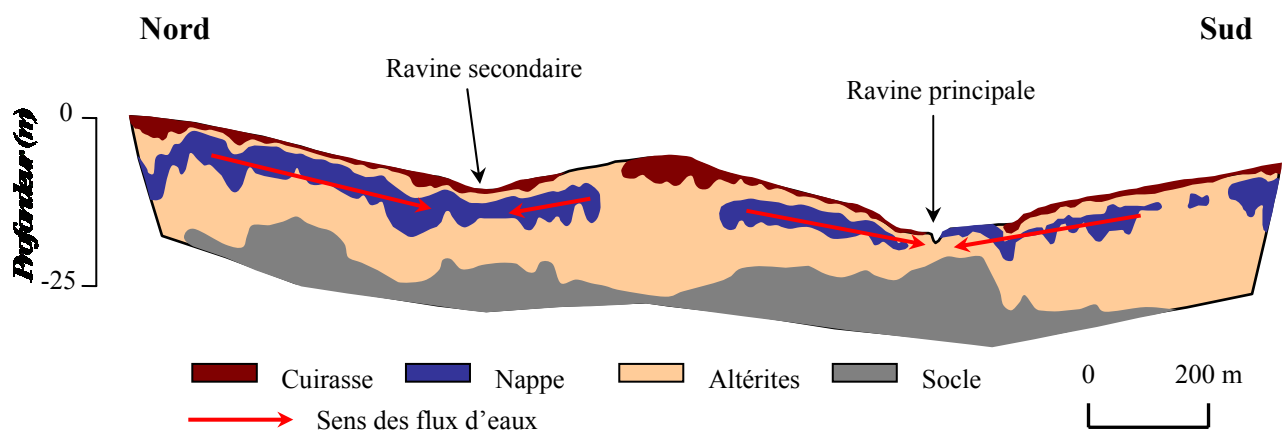 Nord
Sud
Ravine secondaire
Ravine principale
Profondeur (m)
0
-25
Cuirasse
Nappe
Altérites
Socle
0
200 m
Sens des flux d’eaux